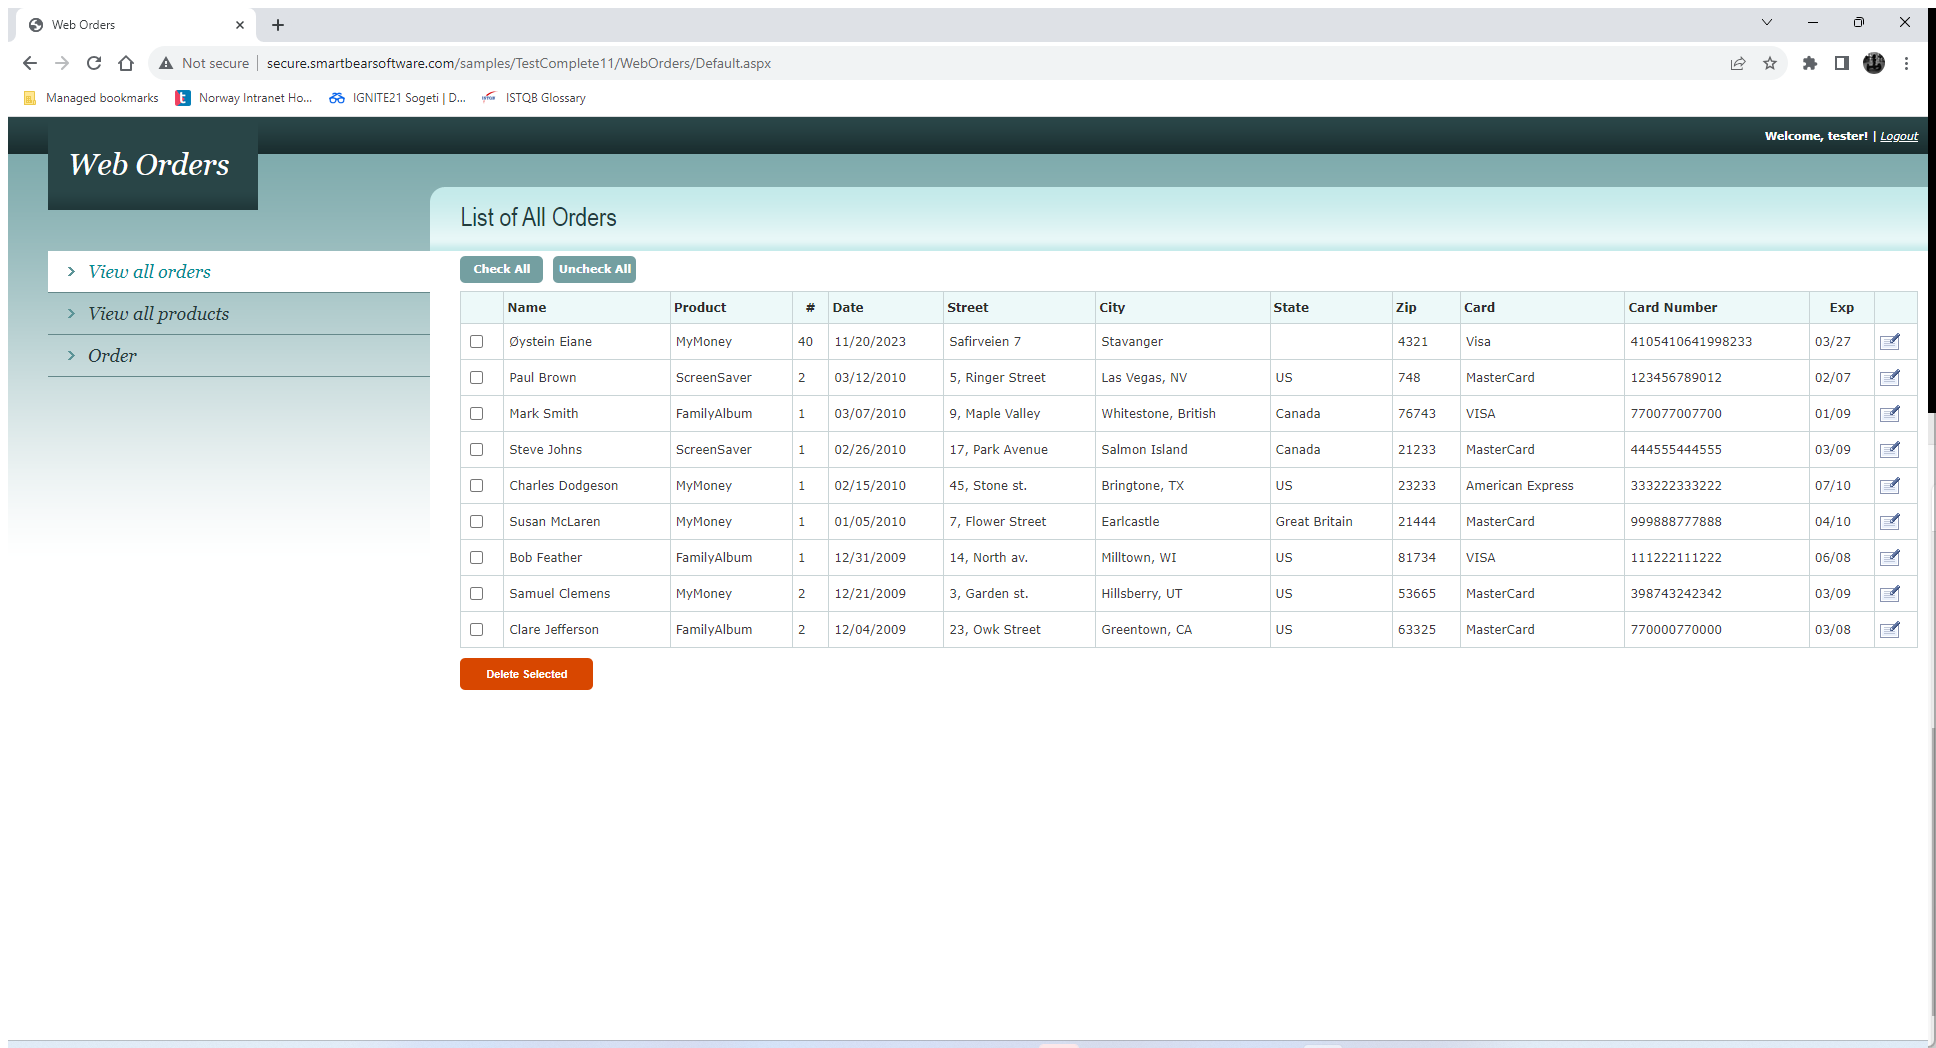 Web Orders
Not secure secure.smartbearsoftware.com/samples/TestComplete11/WebOrders/Default.aspx
Managed bookmarks Norway Intranet Ho... IGNITE21 Sogeti | D... ISTQB Glossary
Welcome, tester! | Logout
Web Orders
List of All Orders
View all orders
View all products
Order
Check All Uncheck All
Name Product # Date Street City State Zip Card Card Number Exp
Øystein Eiane MyMoney 40 11/20/2023 Safirveien 7 Stavanger 4321 Visa 4105410641998233 03/27
Paul Brown ScreenSaver 2 03/12/2010 5, Ringer Street Las Vegas, NV US 748 MasterCard 123456789012 02/07
Mark Smith FamilyAlbum 1 03/07/2010 9, Maple Valley Whitestone, British Canada 76743 VISA 770077007700 01/09
Steve Johns ScreenSaver 1 02/26/2010 17, Park Avenue Salmon Island Canada 21233 MasterCard 444555444555 03/09
Charles Dodgeson MyMoney 1 02/15/2010 45, Stone st. Bringtone, TX US 23233 American Express 333222333222 07/10
Susan McLaren MyMoney 1 01/05/2010 7, Flower Street Earlcastle Great Britain 21444 MasterCard 999888777888 04/10
Bob Feather FamilyAlbum 1 12/31/2009 14, North av. Milltown, WI US 81734 VISA 111222111222 06/08
Samuel Clemens MyMoney 2 12/21/2009 3, Garden st. Hillsberry, UT US 53665 MasterCard 398743242342 03/09
Clare Jefferson FamilyAlbum 2 12/04/2009 23, Owk Street Greentown, CA US 63325 MasterCard 770000770000 03/08
Delete Selected